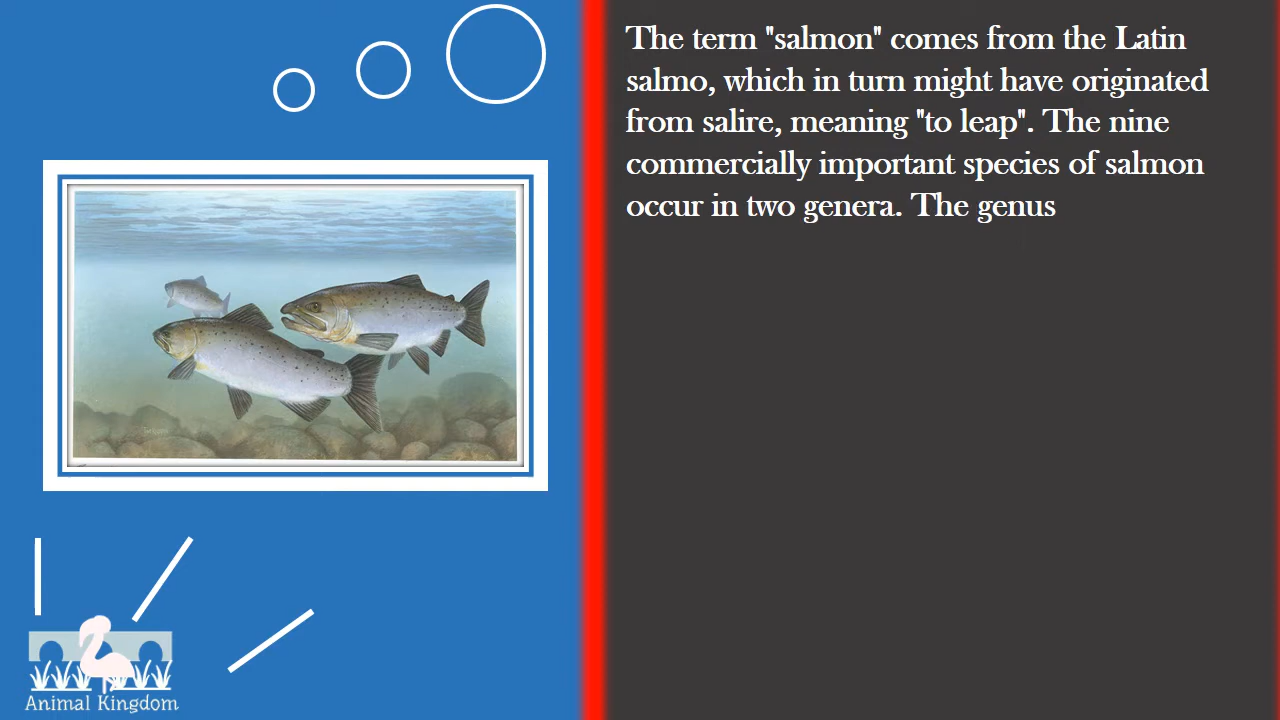 The term "salmon" comes from the Latin
salmo, which in turn might have originated
from salire, meaning "to leap". The nine
commercially important species of salmon
occur in two genera. The genus
Animal Kingdom